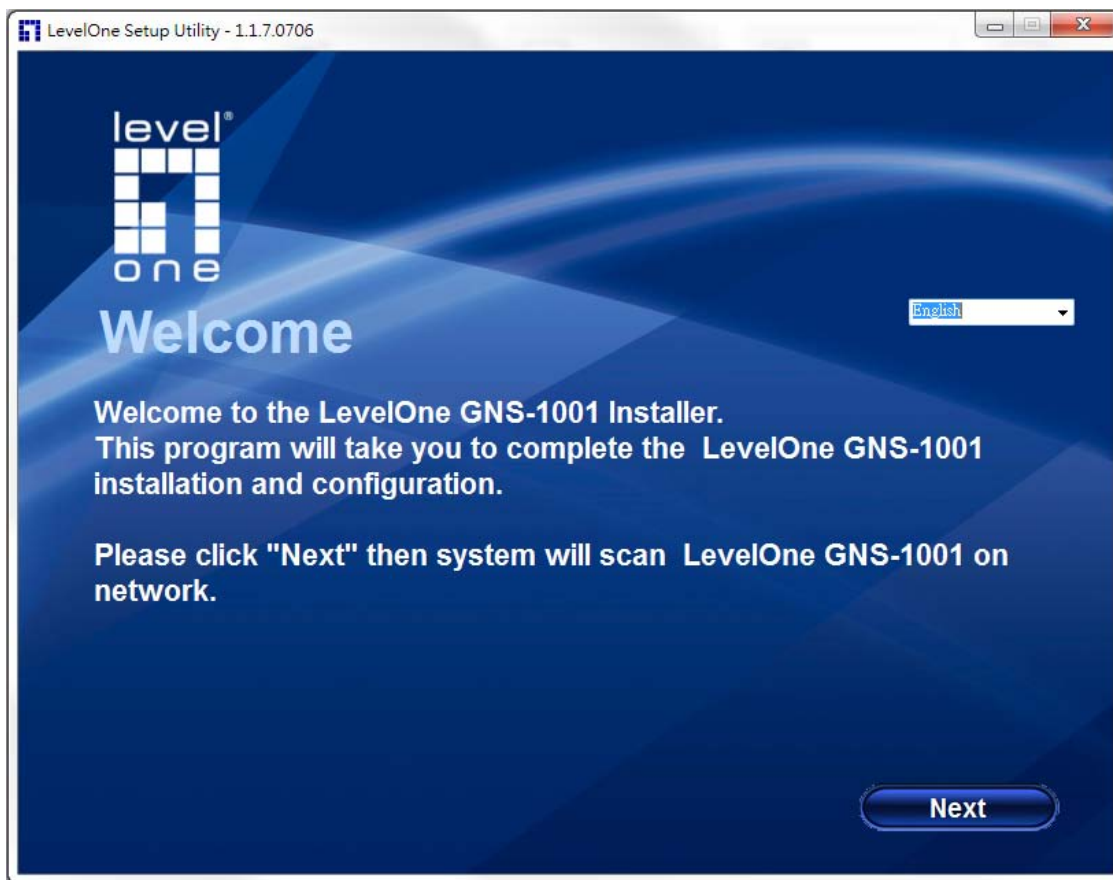 LevelOne Setup Utility - 1.1.7.0706
level®
one
Welcome
English
Welcome to the LevelOne GNS-1001 Installer.
This program will take you to complete the  LevelOne GNS-1001
installation and configuration.
Please click "Next" then system will scan  LevelOne GNS-1001 on
network.
Next